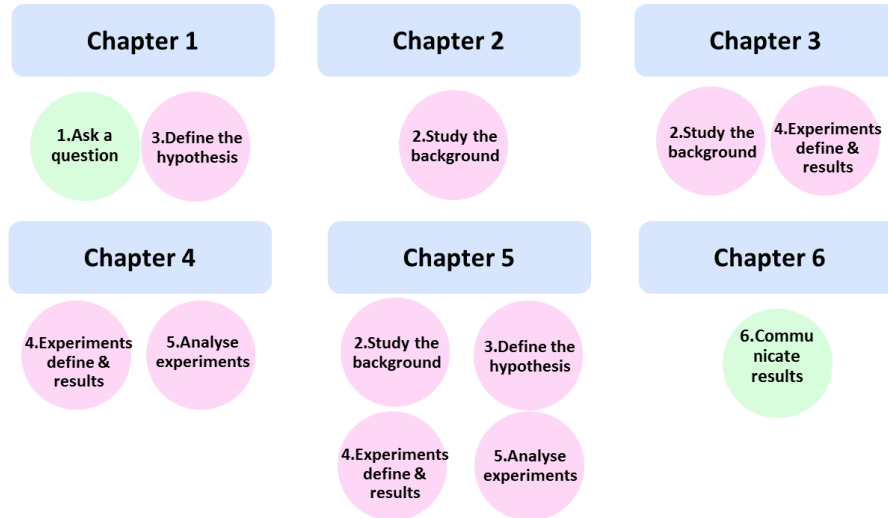 Chapter 1
Chapter 2
Chapter 3
1.Ask a
question
3.Define the
hypothesis
2.Study the
background
2.Study the
background
4.Experiments
define &
results
Chapter 4
Chapter 5
Chapter 6
4.Experiments
define &
results
5.Analyse
experiments
2.Study the
background
3.Define the
hypothesis
6.Commu
nicate
results
4.Experiments
define &
results
5.Analyse
experiments